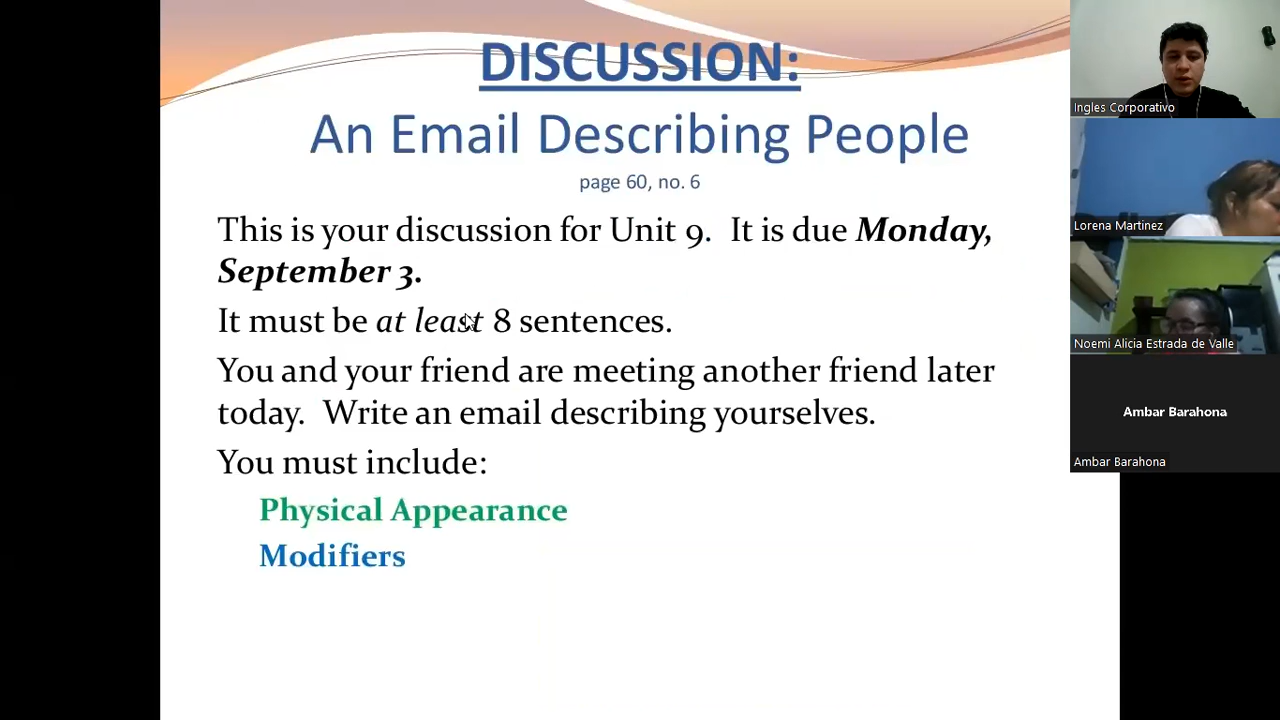 DISCUSSION:
An Email Describing People
page 60, no. 6
This is your discussion for Unit 9.  It is due Monday,
September 3.
It must be at least 8 sentences.
You and your friend are meeting another friend later
today.  Write an email describing yourselves.
You must include:
Physical Appearance
Modifiers
Ingles Corporativo
Lorena Martinez
Noemi Alicia Estrada de Valle
Ambar Barahona
Ambar Barahona